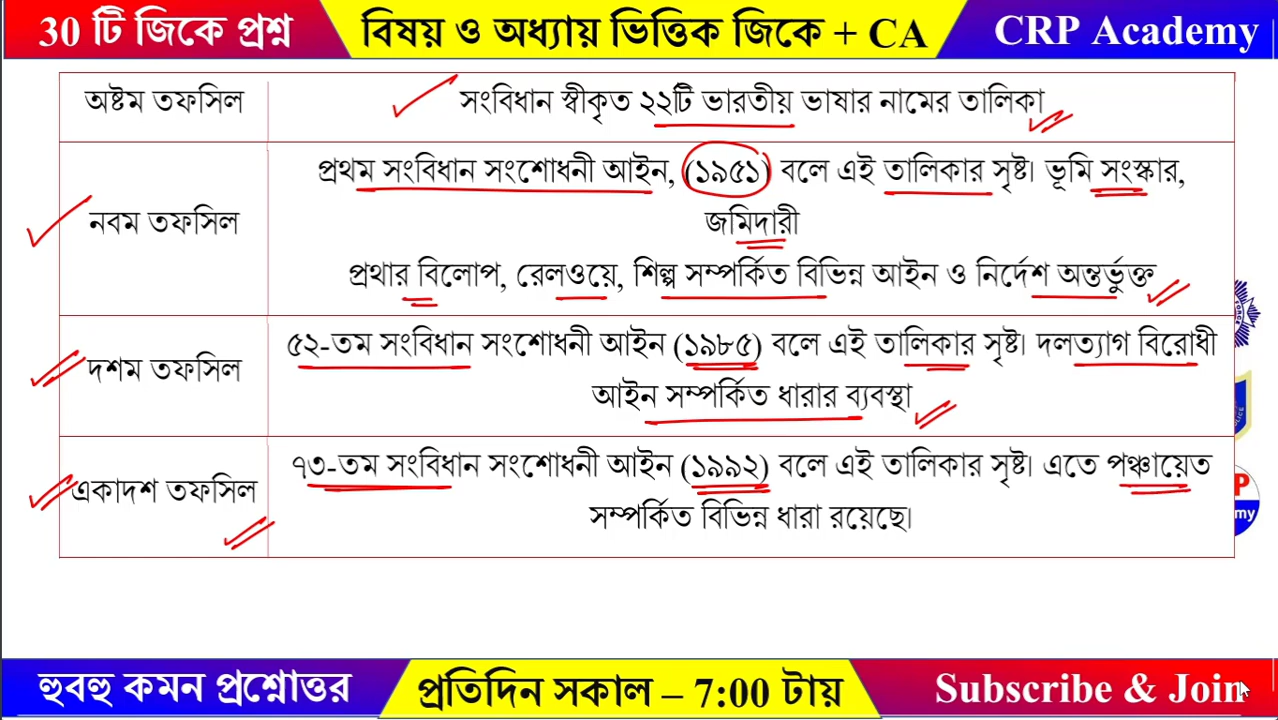 30 টি জিকে প্রশ্ন
বিষয় ও অধ্যায় ভিত্তিক জিকে + CA
CRP Academy
অষ্টম তফসিল
সংবিধান স্বীকৃত ২২টি ভারতীয় ভাষার নামের তালিকা
নবম তফসিল
প্রথম সংবিধান সংশোধনী আইন, (১৯৫১) বলে এই তালিকার সৃষ্ট। ভূমি সংস্কার,
জমিদারী
প্রথার বিলোপ, রেলওয়ে, শিল্প সম্পর্কিত বিভিন্ন আইন ও নির্দেশ অন্তর্ভুক্ত
দশম তফসিল
৫২-তম সংবিধান সংশোধনী আইন (১৯৮৫) বলে এই তালিকার সৃষ্ট। দলত্যাগ বিরোধী
আইন সম্পর্কিত ধারার ব্যবস্থা
একাদশ তফসিল
৭৩-তম সংবিধান সংশোধনী আইন (১৯৯২) বলে এই তালিকার সৃষ্ট। এতে পঞ্চায়েত
সম্পর্কিত বিভিন্ন ধারা রয়েছে।
হুবহু কমন প্রশ্নোত্তর
প্রতিদিন সকাল – 7:00 টায়
Subscribe & Join